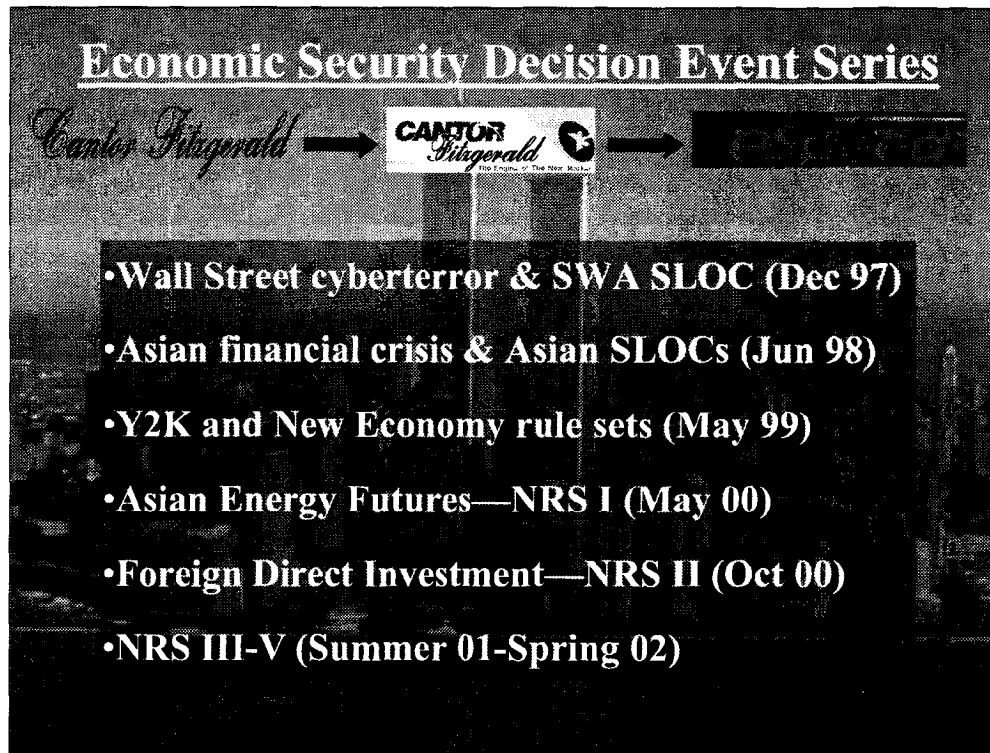 Economic Security Decision Event Series
Cantor Fitzgerald
CANTOR
Fitzgerald
The Engine of The New Market
•Wall Street cyberterror & SWA SLOC (Dec 97)
•Asian financial crisis & Asian SLOCs (Jun 98)
•Y2K and New Economy rule sets (May 99)
•Asian Energy Futures—NRS I (May 00)
•Foreign Direct Investment—NRS II (Oct 00)
•NRS III-V (Summer 01-Spring 02)